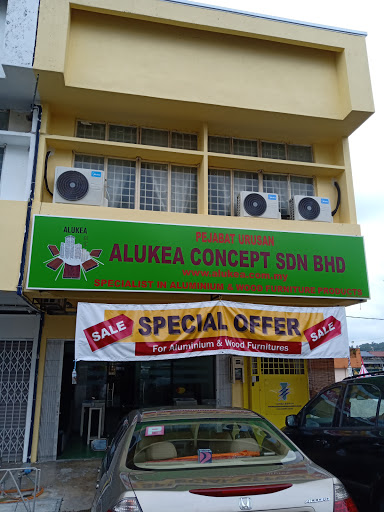 ALUKEA
PEJABAT URUSAN
ALUKEA CONCEPT SDN BHD
www.alukea.com.my
SPECIALIST IN ALUMINIUM & WOOD FURNITURE PRODUCTS
SALE
SPECIAL OFFER
SALE
For Aluminium & Wood Furnitures